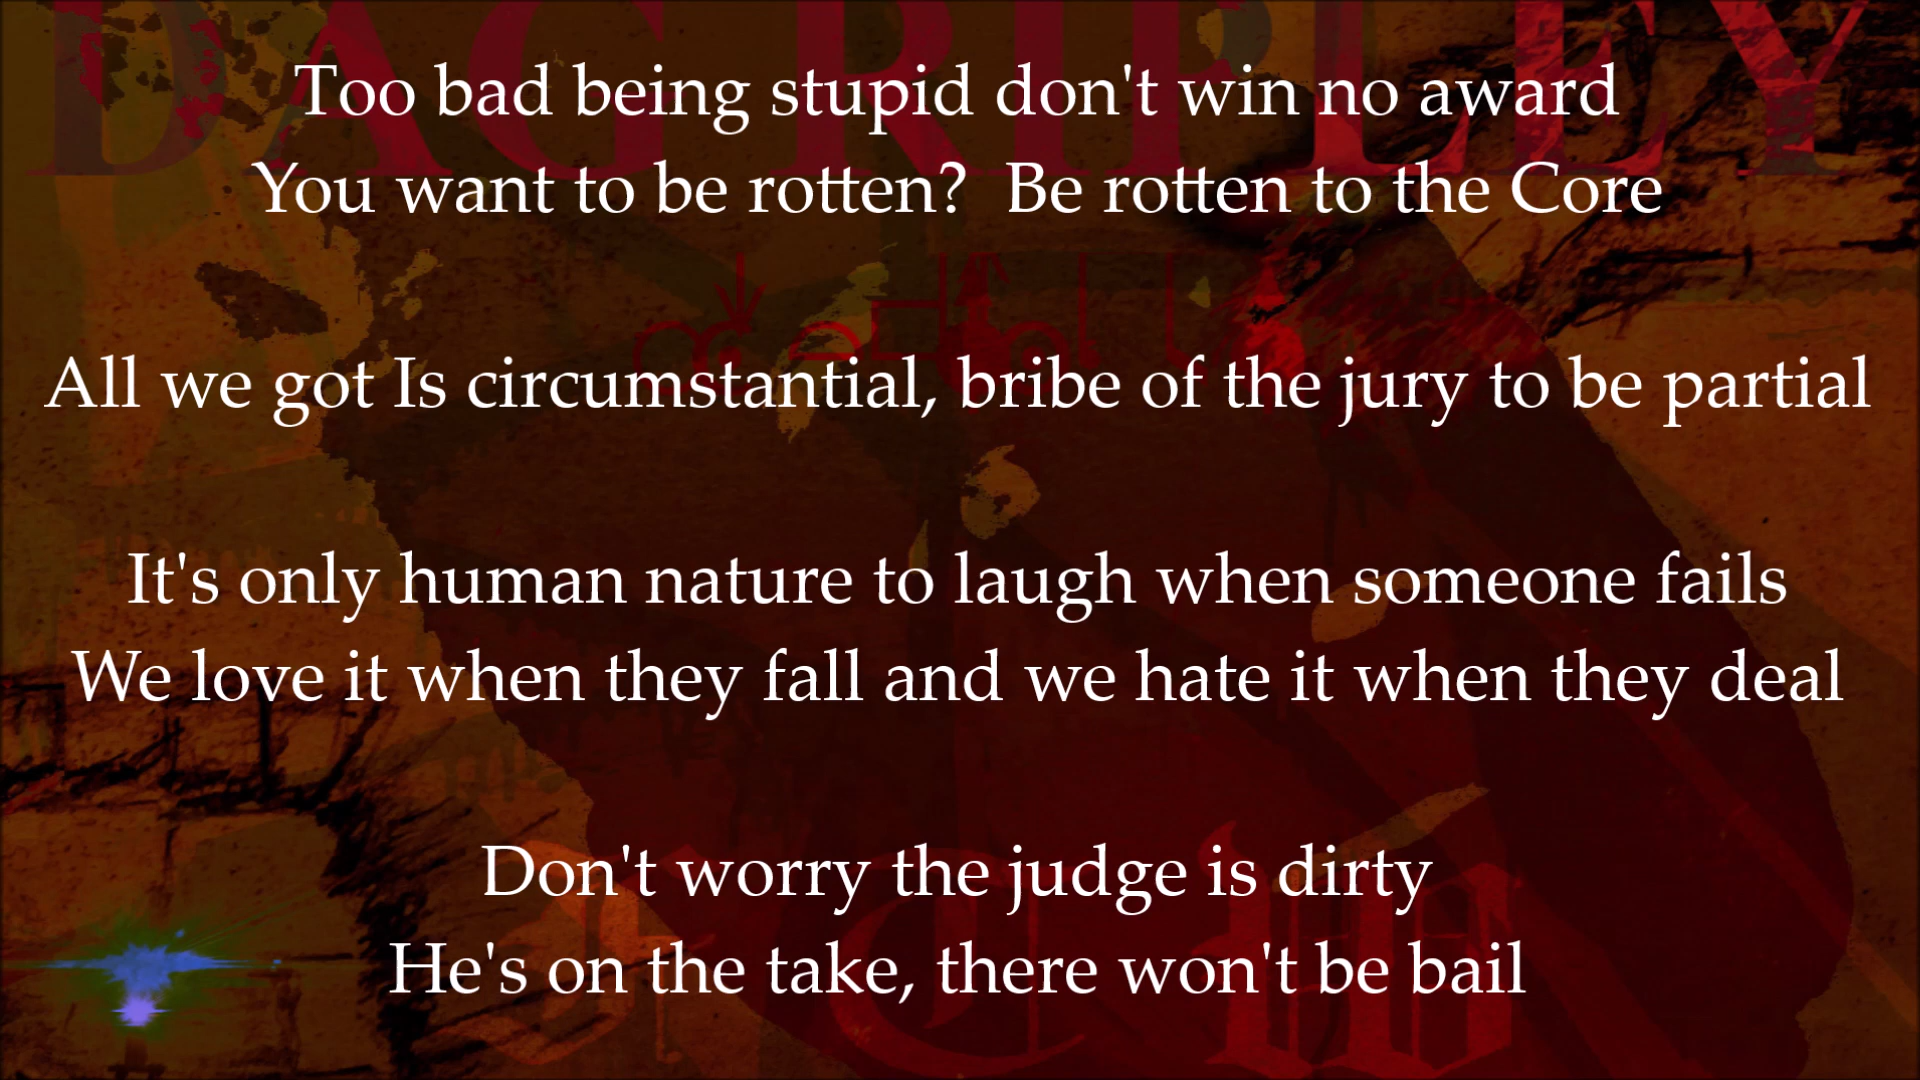 DAG RIPLEY
Too bad being stupid don't win no award
You want to be rotten?  Be rotten to the Core
All we got Is circumstantial, bribe of the jury to be partial
It's only human nature to laugh when someone fails
We love it when they fall and we hate it when they deal
Don't worry the judge is dirty
He's on the take, there won't be bail